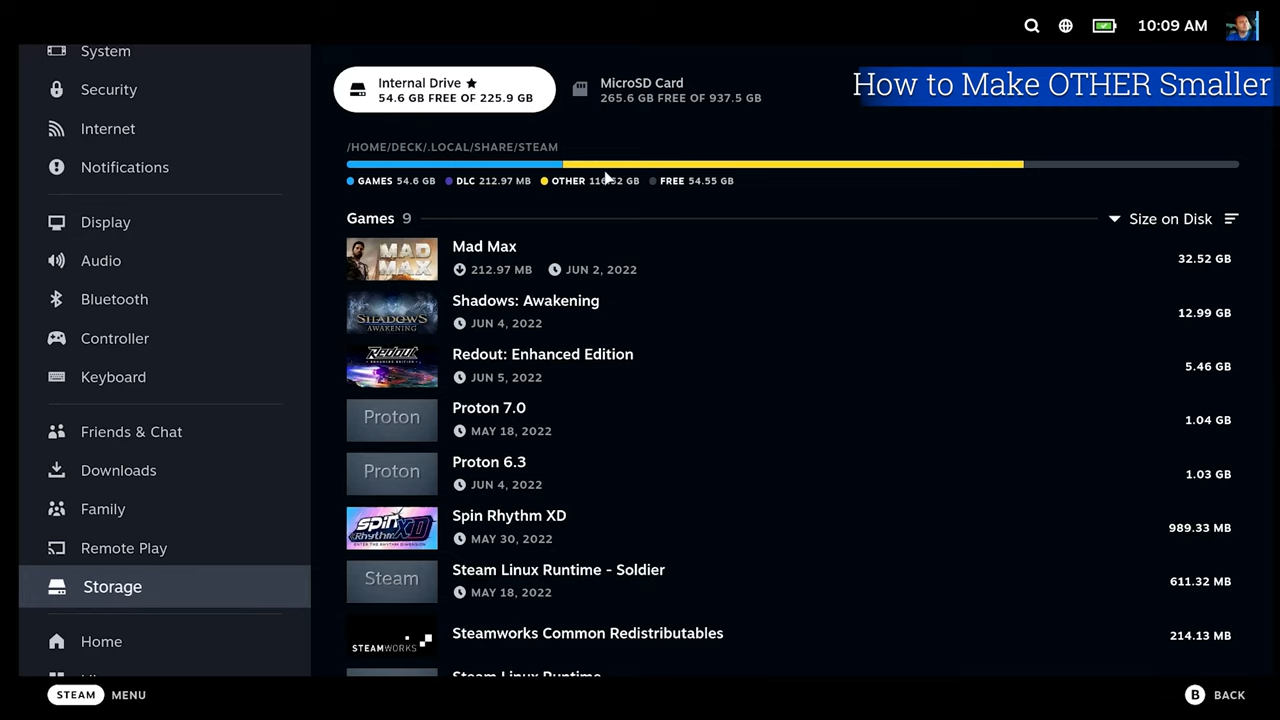 10:09 AM
System
Security
Internet
Notifications
Display
Audio
Bluetooth
Controller
Keyboard
Friends & Chat
Downloads
Family
Remote Play
Storage
Home
Internal Drive
54.6 GB FREE OF 225.9 GB
MicroSD Card
265.6 GB FREE OF 937.5 GB
How to Make OTHER Smaller
/HOME/DECK/.LOCAL/SHARE/STEAM
GAMES 54.6 GB DLC 212.97 MB OTHER GB FREE 54.55 GB
Games 9
Size on Disk
MAD MAX
Mad Max
212.97 MB JUN 2, 2022
32.52 GB
SHADOWS AWAKENING
Shadows: Awakening
JUN 4, 2022
12.99 GB
Redout
Redout: Enhanced Edition
JUN 5, 2022
5.46 GB
Proton
Proton 7.0
MAY 18, 2022
1.04 GB
Proton
Proton 6.3
JUN 4, 2022
1.03 GB
SPIN RHYTHM XD
Spin Rhythm XD
MAY 30, 2022
989.33 MB
Steam
Steam Linux Runtime - Soldier
MAY 18, 2022
611.32 MB
STEAMWORKS
Steamworks Common Redistributables
214.13 MB
Steam Linux Runtime
STEAM MENU
B BACK